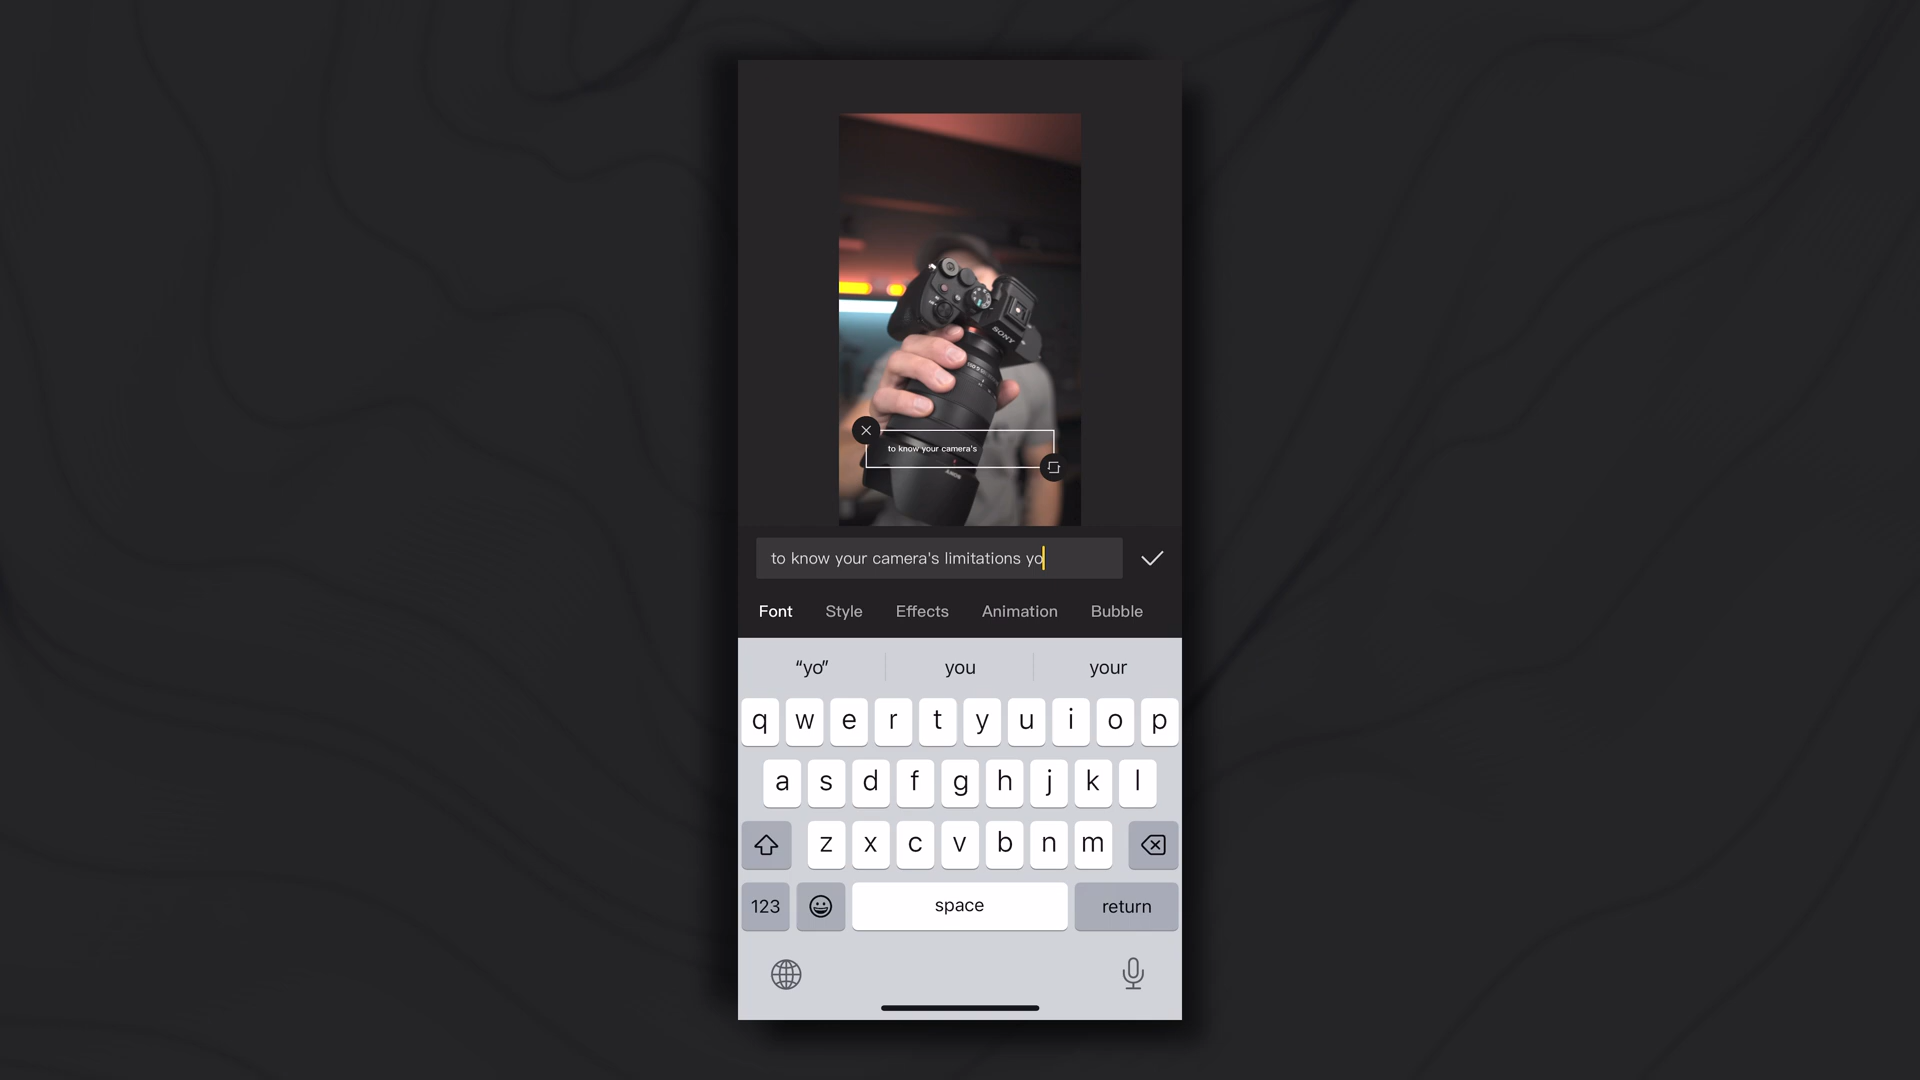 SONY
to know your camera's
to know your camera's limitations yo
Font Style Effects Animation Bubble
“yo” you your
q w e r t y u i o p
a s d f g h j k l
z x c v b n m
123 space return